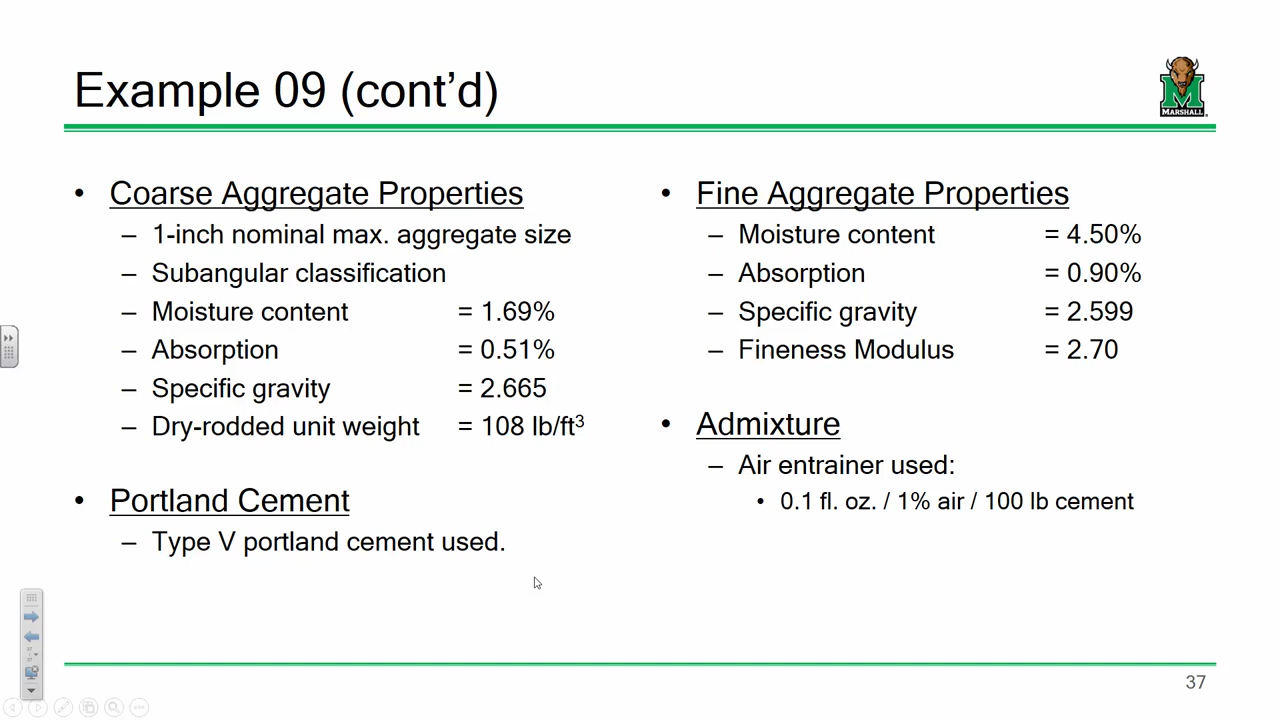 Example 09 (cont’d)
MARSHALL
• Coarse Aggregate Properties
– 1-inch nominal max. aggregate size
– Subangular classification
– Moisture content = 1.69%
– Absorption = 0.51%
– Specific gravity = 2.665
– Dry-rodded unit weight = 108 lb/ft³
• Portland Cement
– Type V portland cement used.
• Fine Aggregate Properties
– Moisture content = 4.50%
– Absorption = 0.90%
– Specific gravity = 2.599
– Fineness Modulus = 2.70
• Admixture
– Air entrainer used:
• 0.1 fl. oz. / 1% air / 100 lb cement
37